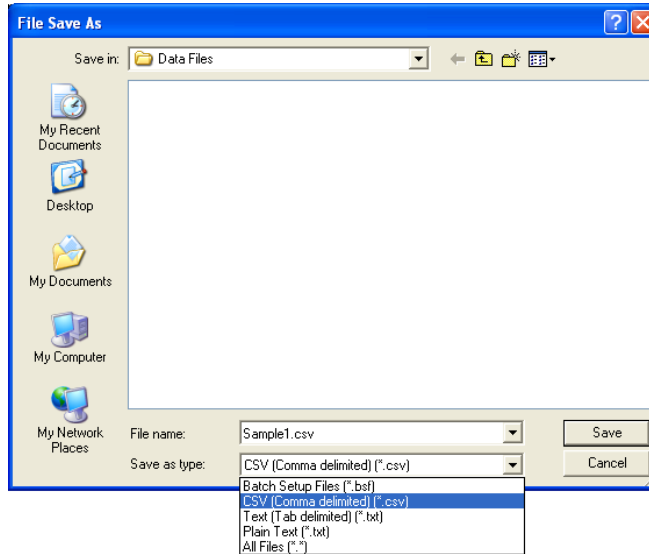 File Save As
Save in: Data Files
My Recent
Documents
Desktop
My Documents
My Computer
My Network
Places
File name: Sample1.csv Save
Save as type: CSV (Comma delimited) (*.csv) Cancel
Batch Setup Files (*.bsf)
CSV (Comma delimited) (*.csv)
Text (Tab delimited) (*.txt)
Plain Text (*.txt)
All Files (*.*)